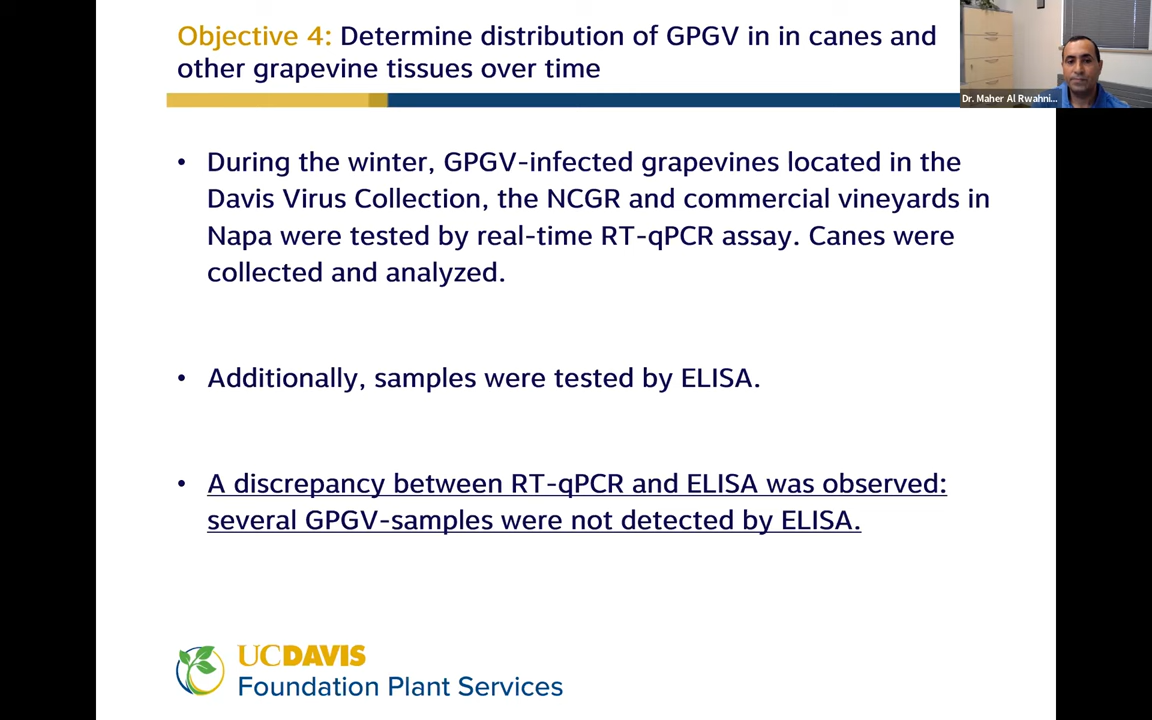 Objective 4: Determine distribution of GPGV in in canes and
other grapevine tissues over time
Dr. Maher Al Rwahni...
• During the winter, GPGV-infected grapevines located in the
Davis Virus Collection, the NCGR and commercial vineyards in
Napa were tested by real-time RT-qPCR assay. Canes were
collected and analyzed.
• Additionally, samples were tested by ELISA.
• A discrepancy between RT-qPCR and ELISA was observed:
several GPGV-samples were not detected by ELISA.
UCDAVIS
Foundation Plant Services